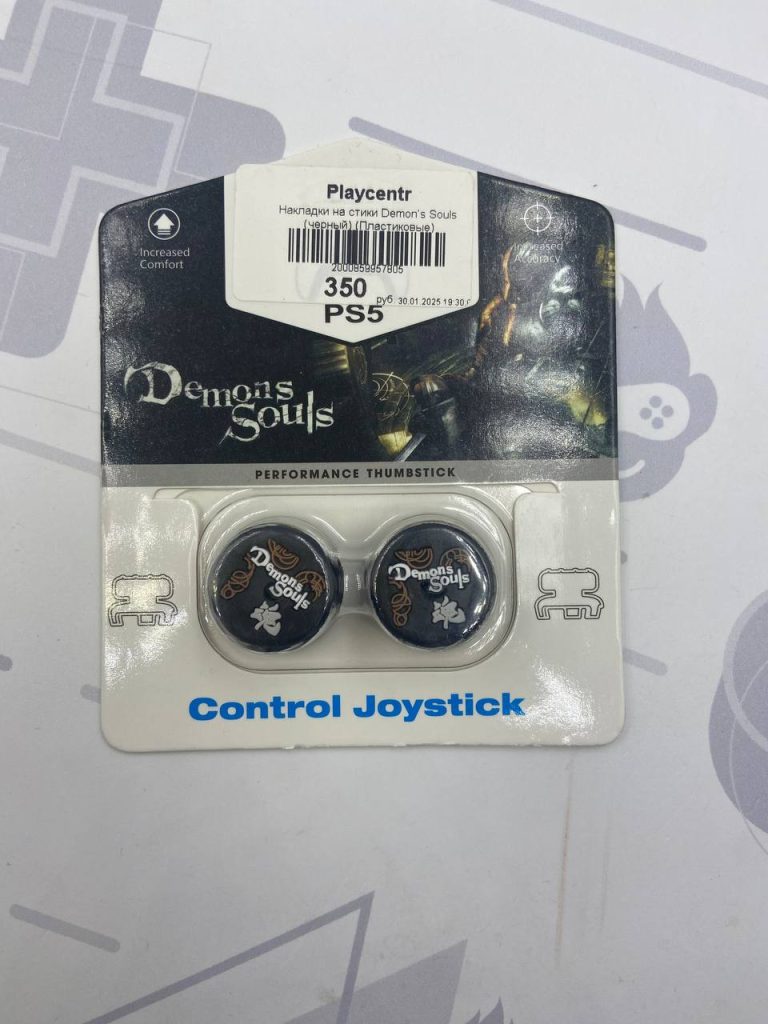 Playcentr
Накладки на стики Demon's Souls
(черный) (Пластиковые)
2000859957805
350
руб. 30.01.2025 19:30:
PS5
Increased
Comfort
Increased
Accuracy
Demons
Souls
PERFORMANCE THUMBSTICK
Demons
Souls
Demons
Souls
Control Joystick